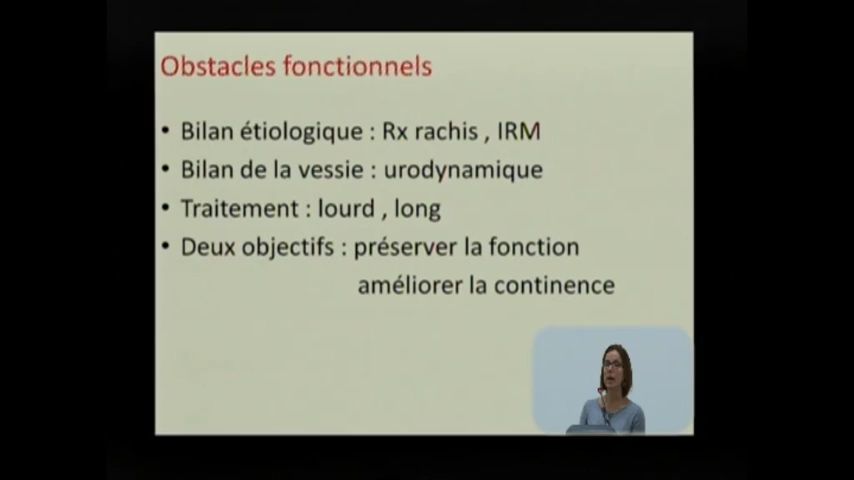 Obstacles fonctionnels
• Bilan étiologique : Rx rachis , IRM
• Bilan de la vessie : urodynamique
• Traitement : lourd , long
• Deux objectifs : préserver la fonction
améliorer la continence